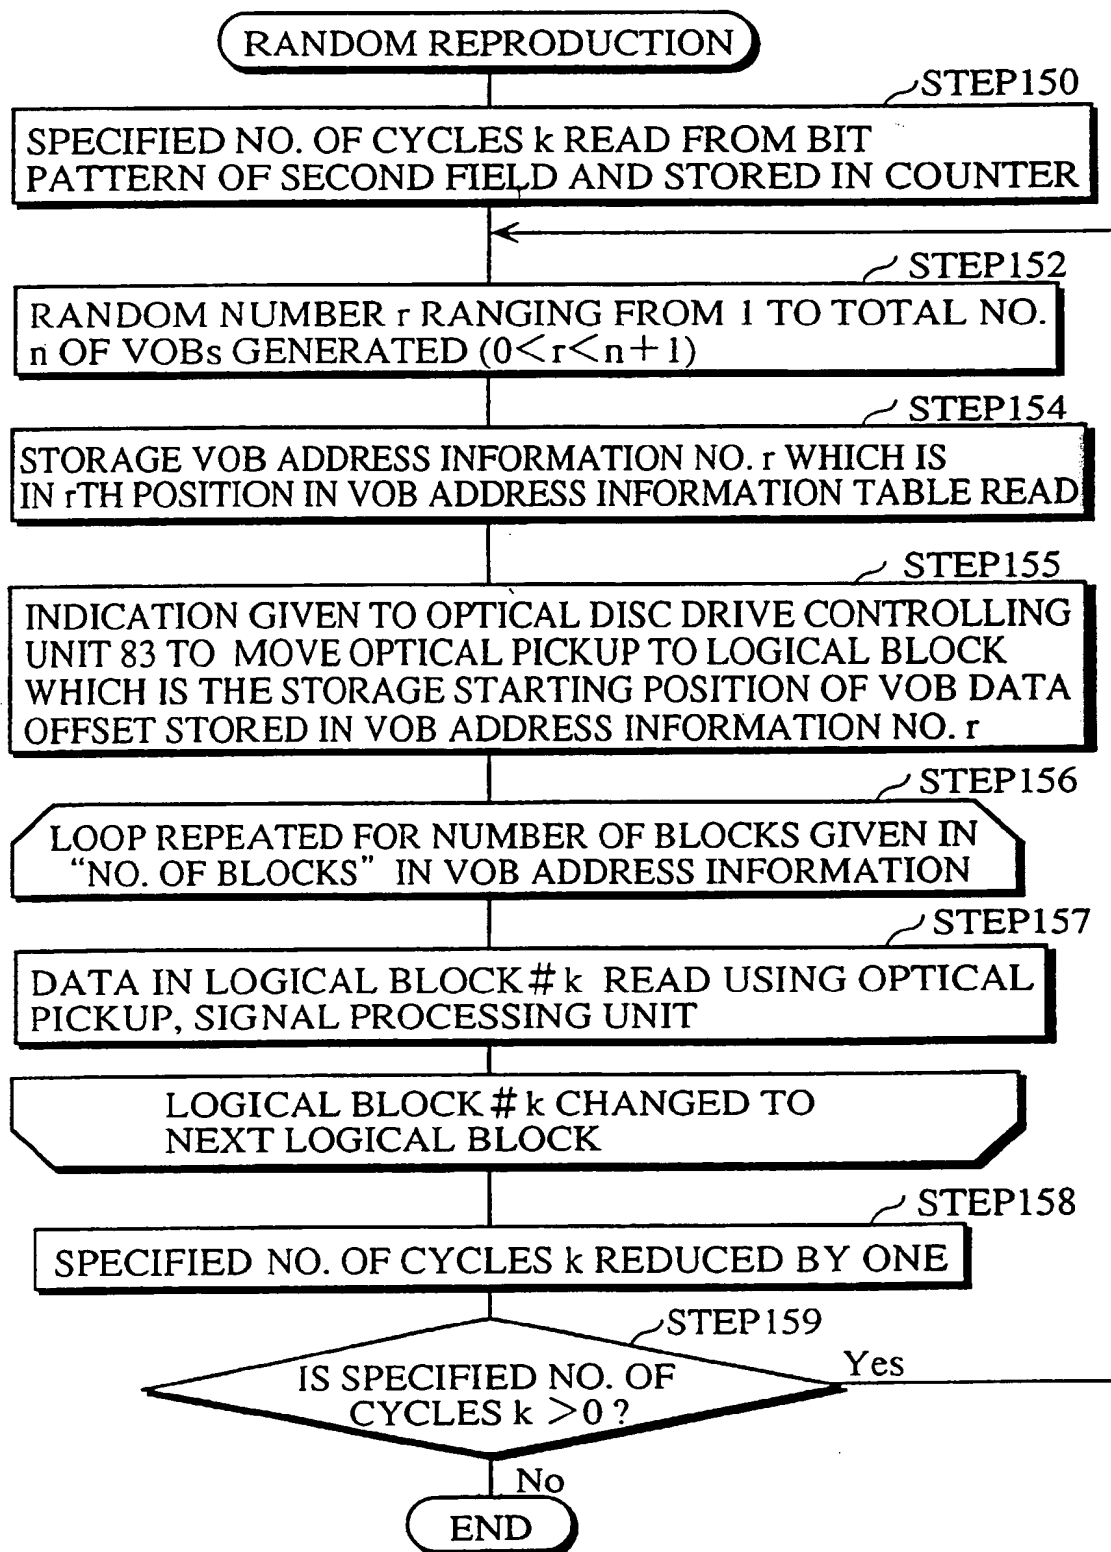 RANDOM REPRODUCTION
STEP150
SPECIFIED NO. OF CYCLES k READ FROM BIT
PATTERN OF SECOND FIELD AND STORED IN COUNTER
STEP152
RANDOM NUMBER r RANGING FROM 1 TO TOTAL NO.
n OF VOBs GENERATED (0<r<n+1)
STEP154
STORAGE VOB ADDRESS INFORMATION NO. r WHICH IS
IN rTH POSITION IN VOB ADDRESS INFORMATION TABLE READ
STEP155
INDICATION GIVEN TO OPTICAL DISC DRIVE CONTROLLING
UNIT 83 TO MOVE OPTICAL PICKUP TO LOGICAL BLOCK
WHICH IS THE STORAGE STARTING POSITION OF VOB DATA
OFFSET STORED IN VOB ADDRESS INFORMATION NO. r
STEP156
LOOP REPEATED FOR NUMBER OF BLOCKS GIVEN IN
“NO. OF BLOCKS” IN VOB ADDRESS INFORMATION
STEP157
DATA IN LOGICAL BLOCK #k READ USING OPTICAL
PICKUP, SIGNAL PROCESSING UNIT
LOGICAL BLOCK #k CHANGED TO
NEXT LOGICAL BLOCK
STEP158
SPECIFIED NO. OF CYCLES k REDUCED BY ONE
STEP159
IS SPECIFIED NO. OF
CYCLES k >0 ?
Yes
No
END